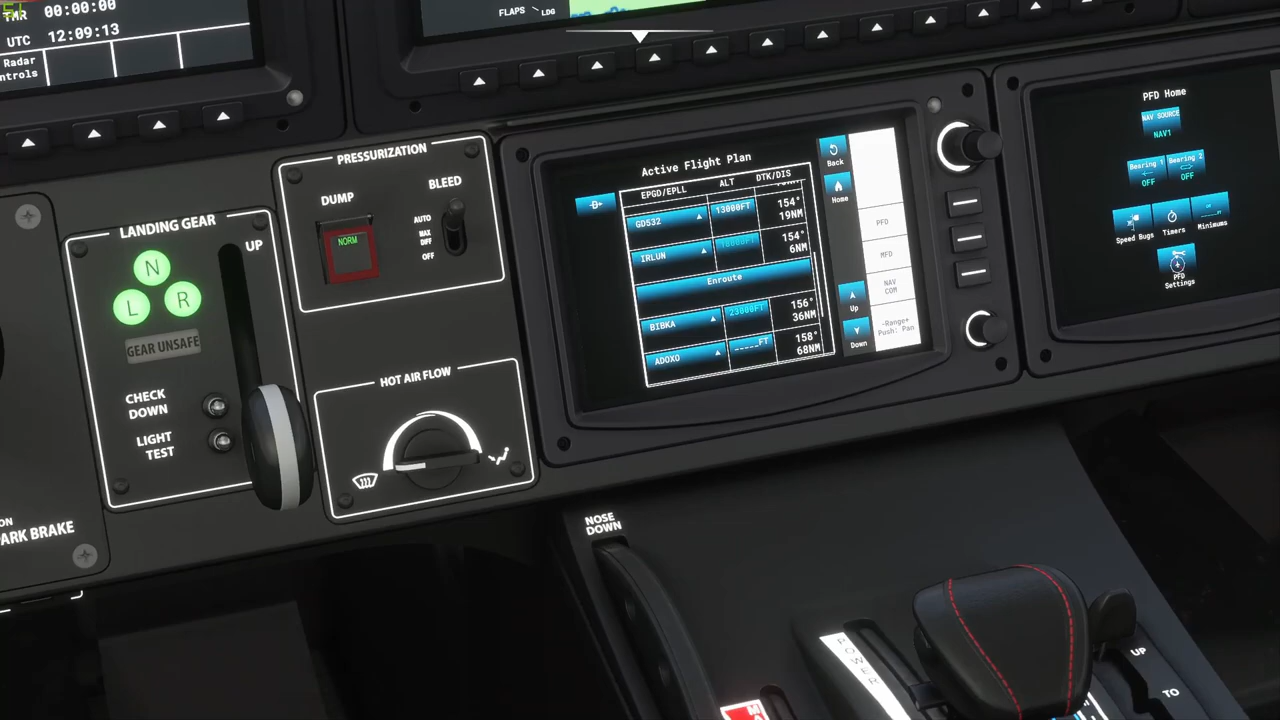 51
TMR 00:00:00
UTC 12:09:13
Radar
FLAPS LDG
PRESSURIZATION
DUMP
BLEED
NORM
AUTO
MAX
DIFF
OFF
LANDING GEAR
UP
N
L R
GEAR UNSAFE
CHECK
DOWN
LIGHT
TEST
PARK BRAKE
HOT AIR FLOW
Active Flight Plan
EPGD/EPLL ALT DTK/DIS
GD532 13000FT 154°
19NM
IRLUN 154°
6NM
Enroute
BIBKA 23000FT 156°
36NM
ADOXO _____FT 158°
68NM
Back
Home
Up
Down
PFD
MFD
NAV
COM
-Range+
Push: Pan
PFD Home
NAV SOURCE
NAV1
Bearing 1 Bearing 2
OFF OFF
Speed Bugs Timers Minimums
PFD
Settings
NOSE
DOWN
POWER
UP
TO